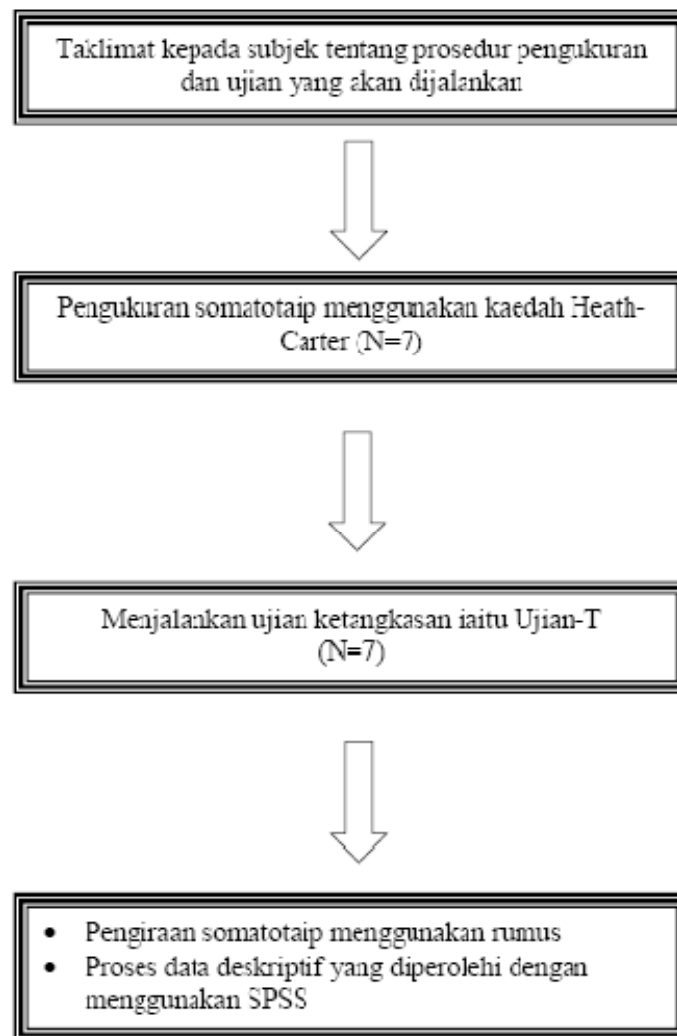 Taklimat kepada subjek tentang prosedur pengukuran
dan ujian yang akan dijalankan
Pengukuran somatotaip menggunakan kaedah Heath-
Carter (N=7)
Menjalankan ujian ketangkasan iaitu Ujian-T
(N=7)
• Pengiraan somatotaip menggunakan rumus
• Proses data deskriptif yang diperolehi dengan
menggunakan SPSS